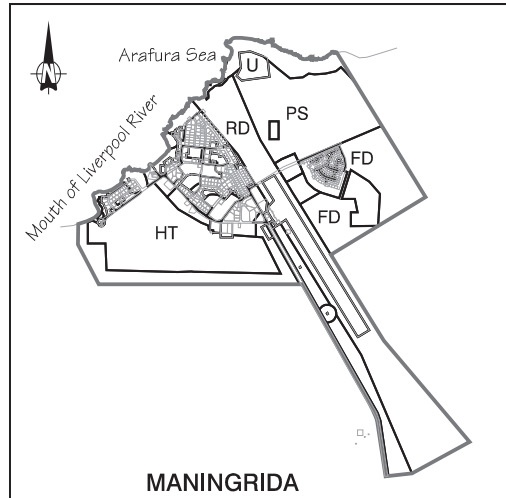 N
Arafura Sea
U
Mouth of Liverpool River
RD
PS
FD
FD
HT
MANINGRIDA